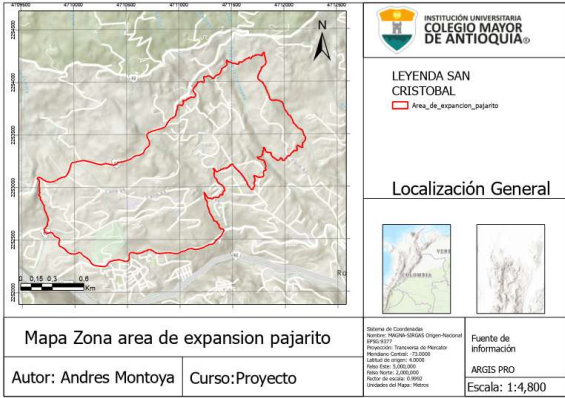 INSTITUCIÓN UNIVERSITARIA
COLEGIO MAYOR
DE ANTIOQUIA®
LEYENDA SAN
CRISTOBAL
Area_de_expancion_pajarito
Localización General
N
0 0,15 0,3 0,6
Km
COLOMBIA
Mapa Zona area de expansion pajarito
Autor: Andres Montoya
Curso:Proyecto
Sistema de Coordenadas
Nombre: MAGNA-SIRGAS Origen-Nacional
EPSG:9377
Proyección: Transversa de Mercator
Meridiano Central: -73.0000
Latitud de origen: 4.0000
Falso Este: 5,000,000
Falso Norte: 2,000,000
Factor de escala: 0.9992
Unidades del Mapa: Metros
Fuente de
información
ARGIS PRO
Escala: 1:4,800